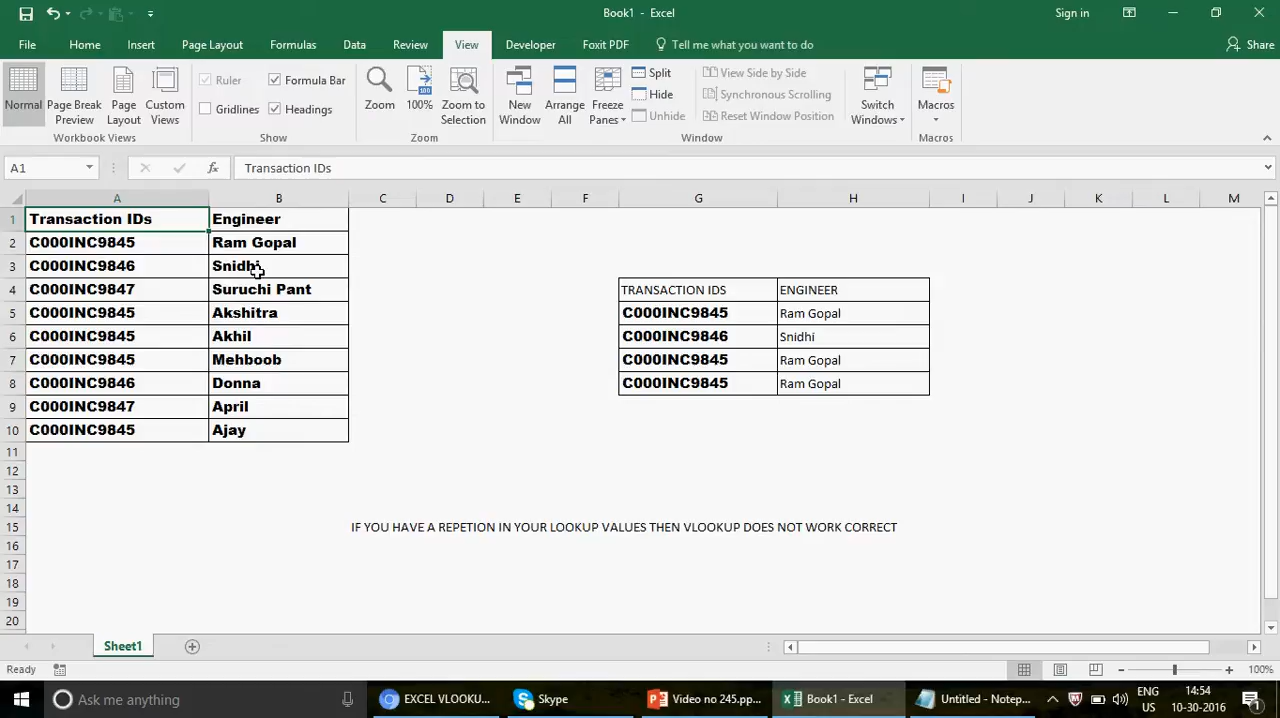 Book1 - Excel
Sign in
File Home Insert Page Layout Formulas Data Review View Developer Foxit PDF Tell me what you want to do Share
Normal Page Break Preview Page Layout Custom Views
Workbook Views
Ruler Formula Bar
Gridlines Headings
Show
Zoom 100% Zoom to Selection
Zoom
New Window Arrange All Freeze Panes
Split
Hide
Unhide
View Side by Side
Synchronous Scrolling
Reset Window Position
Switch Windows
Window
Macros
Macros
A1 fx Transaction IDs
A B C D E F G H I J K L M
1 Transaction IDs Engineer
2 C000INC9845 Ram Gopal
3 C000INC9846 Snidhi
4 C000INC9847 Suruchi Pant TRANSACTION IDS ENGINEER
5 C000INC9845 Akshitra C000INC9845 Ram Gopal
6 C000INC9845 Akhil C000INC9846 Snidhi
7 C000INC9845 Mehboob C000INC9845 Ram Gopal
8 C000INC9846 Donna C000INC9845 Ram Gopal
9 C000INC9847 April
10 C000INC9845 Ajay
11
12
13
14
15 IF YOU HAVE A REPETION IN YOUR LOOKUP VALUES THEN VLOOKUP DOES NOT WORK CORRECT
16
17
18
19
20
Sheet1
Ready 100%
Ask me anything EXCEL VLOOKU... Skype Video no 245.pp... Book1 - Excel Untitled - Notep... ENG US 14:54 10-30-2016 1